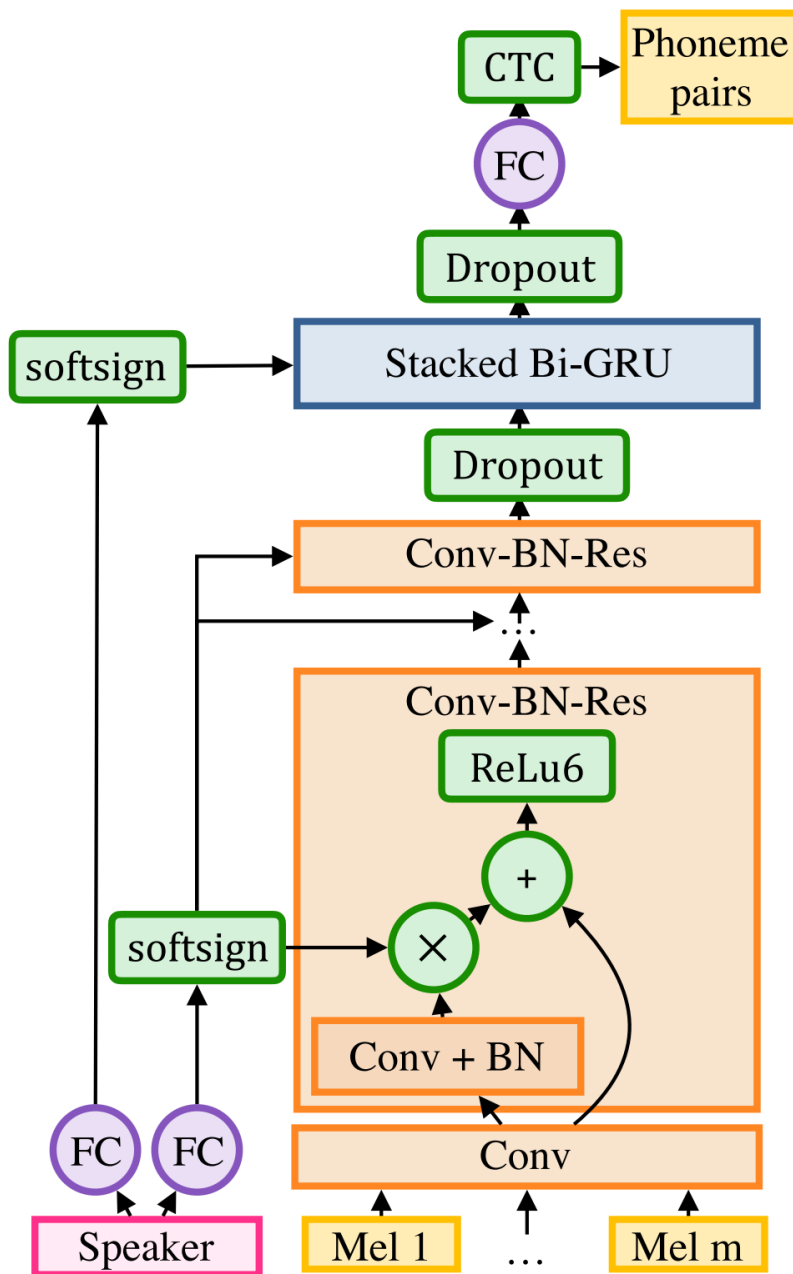 CTC
Phoneme
pairs
FC
Dropout
softsign
Stacked Bi-GRU
Dropout
Conv-BN-Res
...
Conv-BN-Res
ReLu6
+
softsign
×
Conv + BN
FC
FC
Conv
Speaker
Mel 1
...
Mel m